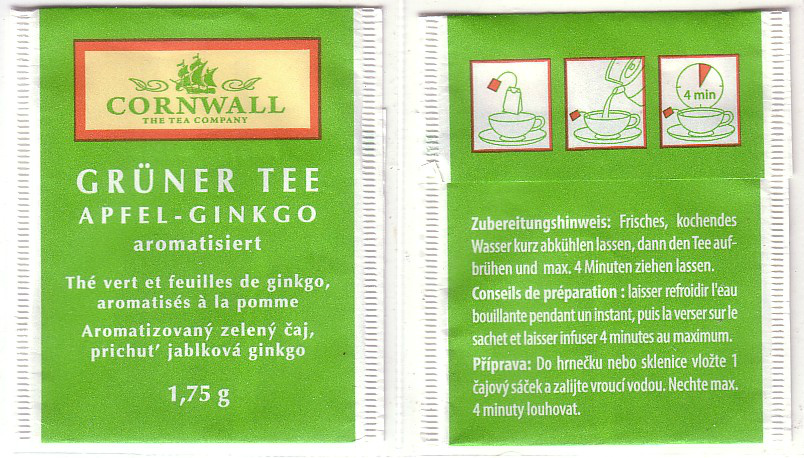 CORNWALL
THE TEA COMPANY
GRÜNER TEE
APFEL-GINKGO
aromatisiert
Thé vert et feuilles de ginkgo,
aromatisés à la pomme
Aromatizovaný zelený čaj,
prichut' jablková ginkgo
1,75 g
4 min
Zubereitungshinweis: Frisches, kochendes
Wasser kurz abkühlen lassen, dann den Tee auf-
brühen und max. 4 Minuten ziehen lassen.
Conseils de préparation : laisser refroidir l'eau
bouillante pendant un instant, puis la verser sur le
sachet et laisser infuser 4 minutes au maximum.
Příprava: Do hrnečku nebo sklenice vložte 1
čajový sáček a zalijte vroucí vodou. Nechte max.
4 minuty louhovat.